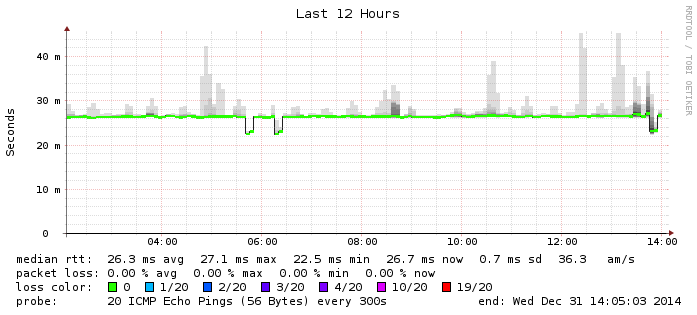 Last 12 Hours
RRDTOOL / TOBI OETIKER
Seconds
40 m
30 m
20 m
10 m
0
04:00 06:00 08:00 10:00 12:00 14:00
median rtt: 26.3 ms avg 27.1 ms max 22.5 ms min 26.7 ms now 0.7 ms sd 36.3 am/s
packet loss: 0.00 % avg 0.00 % max 0.00 % min 0.00 % now
loss color: 0 1/20 2/20 3/20 4/20 10/20 19/20
probe: 20 ICMP Echo Pings (56 Bytes) every 300s end: Wed Dec 31 14:05:03 2014